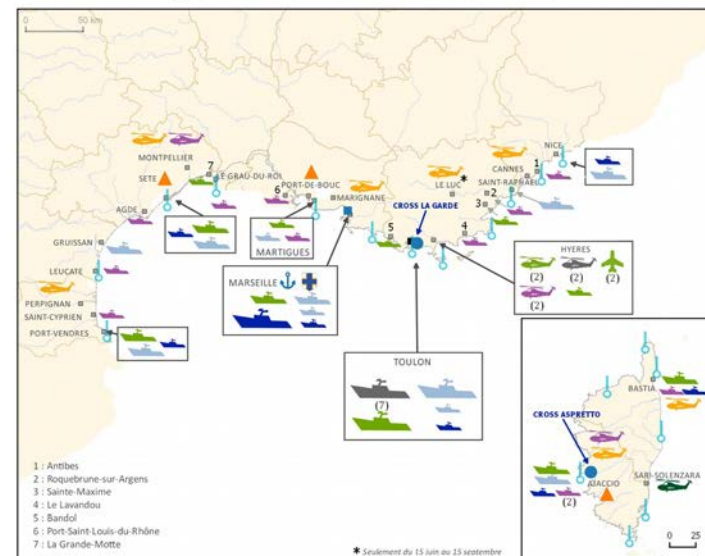 0 50 km
MONTPELLIER
SETE
7
LE GRAU-DU-ROI
AGDE
6
PORT-DE-BOUC
MARIGNANE
MARTIGUES
LE LUC *
CROSS LA GARDE
NICE
1
CANNES
SAINT-RAPHAEL
2
3
4
5
GRUISSAN
LEUCATE
PERPIGNAN
SAINT-CYPRIEN
PORT-VENDRES
MARSEILLE
HYERES
(2) (2) (2)
(2)
TOULON
(7)
BASTIA
CROSS ASPRETTO
AJACCIO
SARI-SOLENZARA
(2)
0 25
1 : Antibes
2 : Roquebrune-sur-Argens
3 : Sainte-Maxime
4 : Le Lavandou
5 : Bandol
6 : Port-Saint-Louis-du-Rhône
7 : La Grande-Motte
* Seulement du 15 juin au 15 septembre